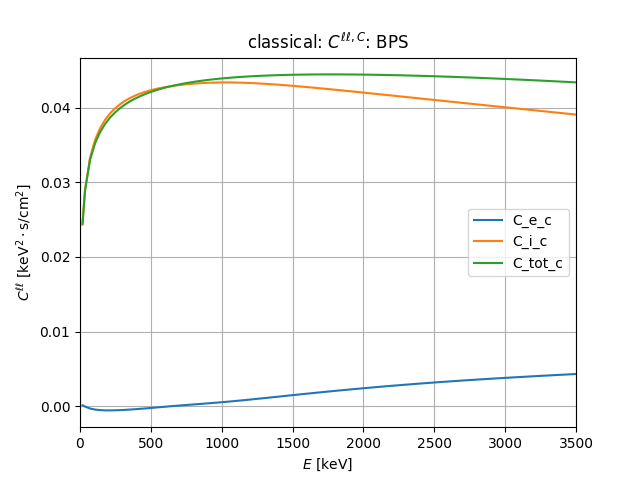 classical: $C^{\ell\ell,C}$: BPS
$C^{\ell\ell}$ [keV$^2$ · s/cm$^2$]
0.04
0.03
0.02
0.01
0.00
C_e_c
C_i_c
C_tot_c
0 500 1000 1500 2000 2500 3000 3500
E [keV]